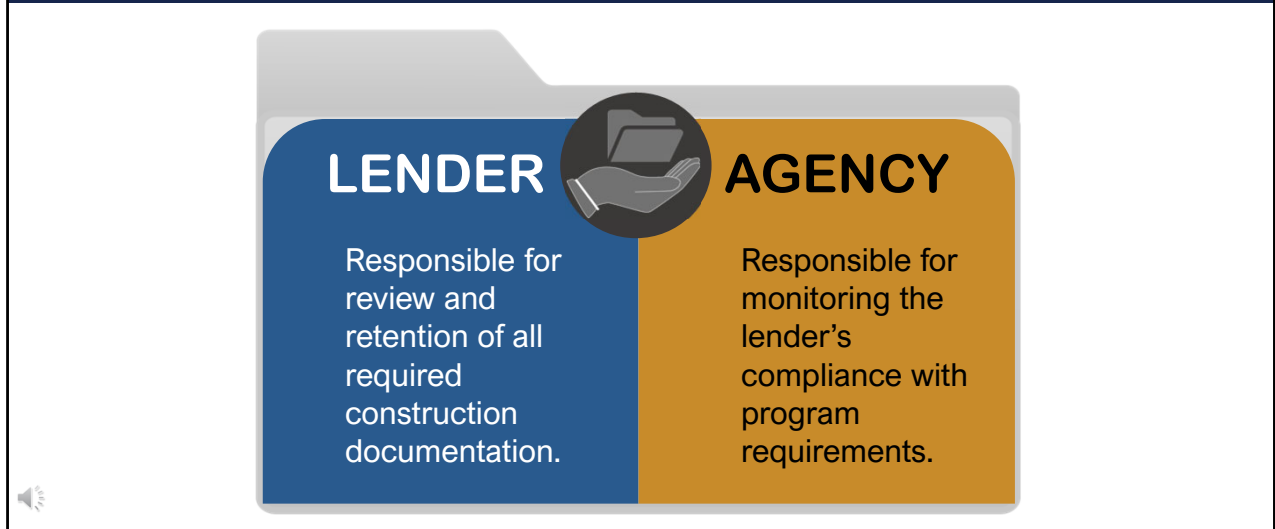 LENDER
Responsible for
review and
retention of all
required
construction
documentation.
AGENCY
Responsible for
monitoring the
lender’s
compliance with
program
requirements.